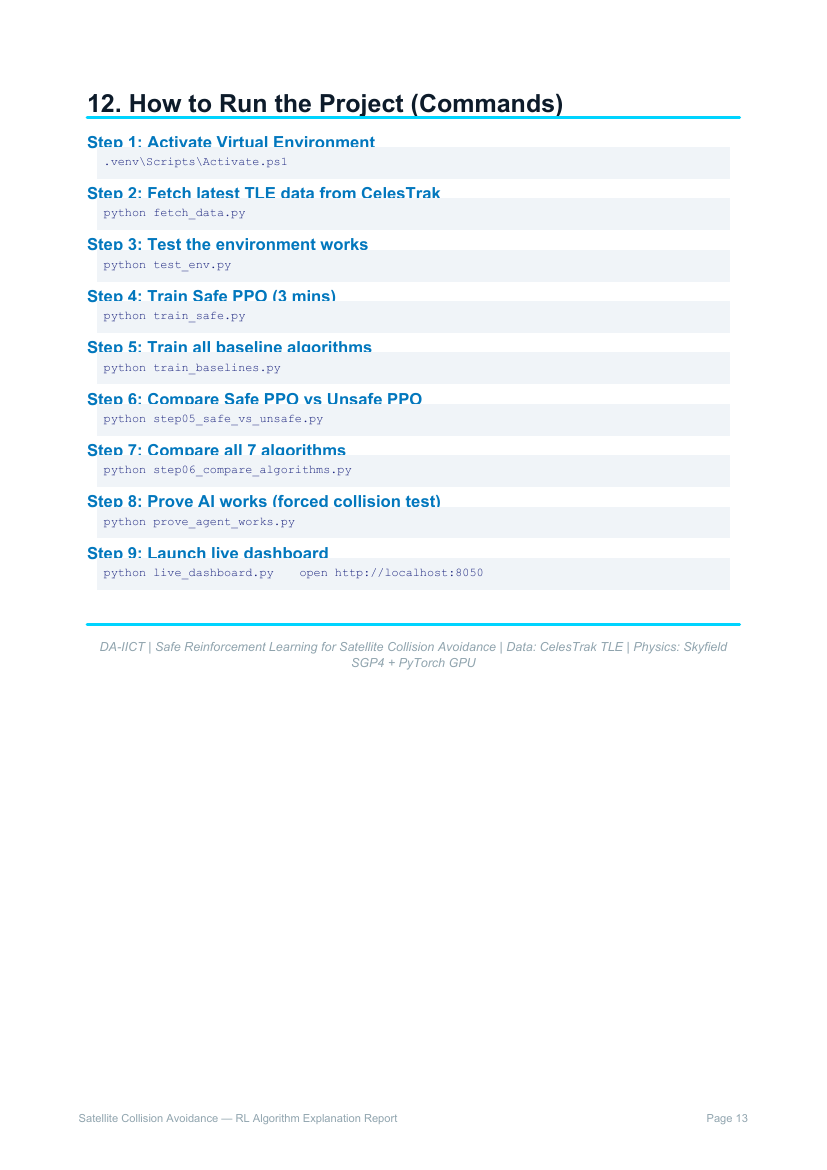 12. How to Run the Project (Commands)
Step 1: Activate Virtual Environment
.venv\Scripts\Activate.ps1
Step 2: Fetch latest TLE data from CelesTrak
python fetch_data.py
Step 3: Test the environment works
python test_env.py
Step 4: Train Safe PPO (3 mins)
python train_safe.py
Step 5: Train all baseline algorithms
python train_baselines.py
Step 6: Compare Safe PPO vs Unsafe PPO
python step05_safe_vs_unsafe.py
Step 7: Compare all 7 algorithms
python step06_compare_algorithms.py
Step 8: Prove AI works (forced collision test)
python prove_agent_works.py
Step 9: Launch live dashboard
python live_dashboard.py    open http://localhost:8050
DA-IICT | Safe Reinforcement Learning for Satellite Collision Avoidance | Data: CelesTrak TLE | Physics: Skyfield
SGP4 + PyTorch GPU
Satellite Collision Avoidance — RL Algorithm Explanation Report
Page 13